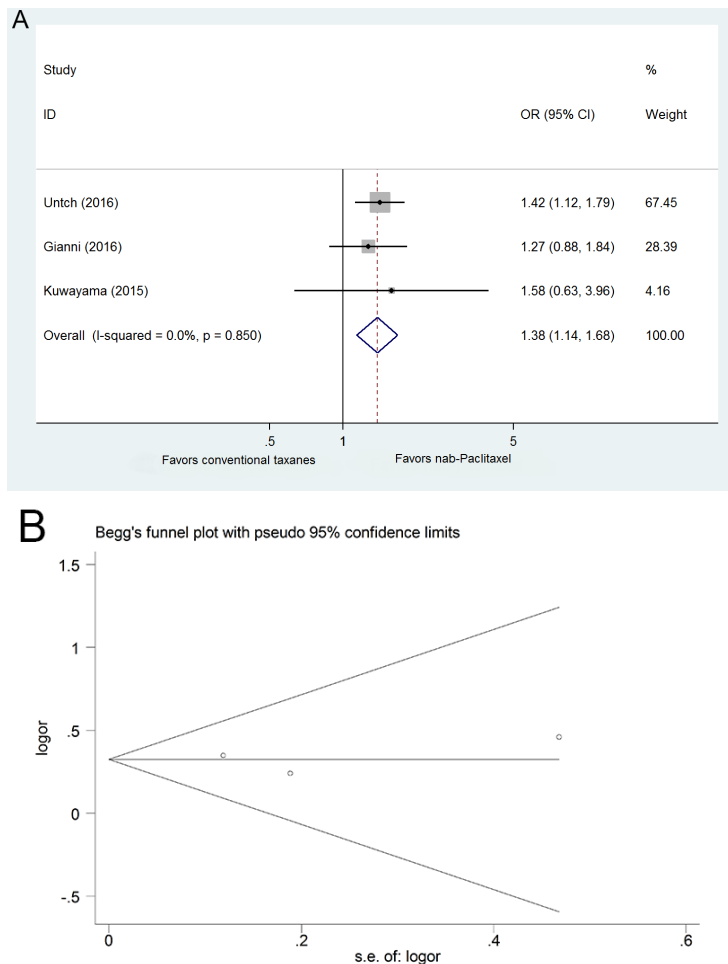 A
Study %
ID OR (95% CI) Weight
Untch (2016) 1.42 (1.12, 1.79) 67.45
Gianni (2016) 1.27 (0.88, 1.84) 28.39
Kuwayama (2015) 1.58 (0.63, 3.96) 4.16
Overall (I-squared = 0.0%, p = 0.850) 1.38 (1.14, 1.68) 100.00
.5 1 5
Favors conventional taxanes Favors nab-Paclitaxel
B
Begg's funnel plot with pseudo 95% confidence limits
1.5
1
.5
logor
0
-.5
0 .2 .4 .6
s.e. of: logor